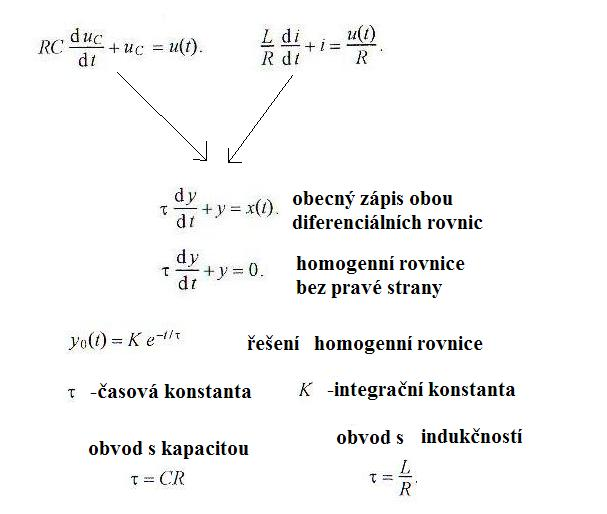 RC du_C/dt + u_C = u(t). L/R di/dt + i = u(t)/R.
τ dy/dt + y = x(t). obecný zápis obou
diferenciálních rovnic
τ dy/dt + y = 0. homogenní rovnice
bez pravé strany
y₀(t) = K e^(−t/τ) řešení homogenní rovnice
τ -časová konstanta K -integrační konstanta
obvod s kapacitou obvod s indukčností
τ = CR τ = L/R.